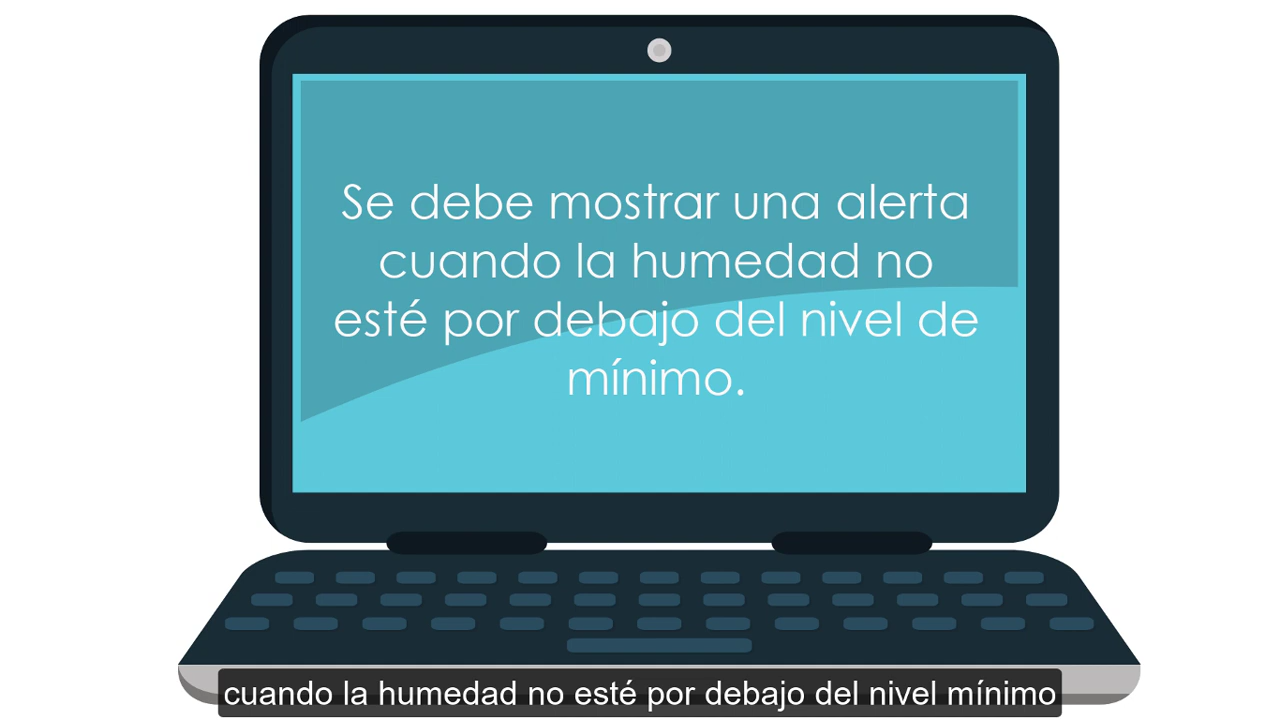 Se debe mostrar una alerta
cuando la humedad no
esté por debajo del nivel de
mínimo.
cuando la humedad no esté por debajo del nivel mínimo